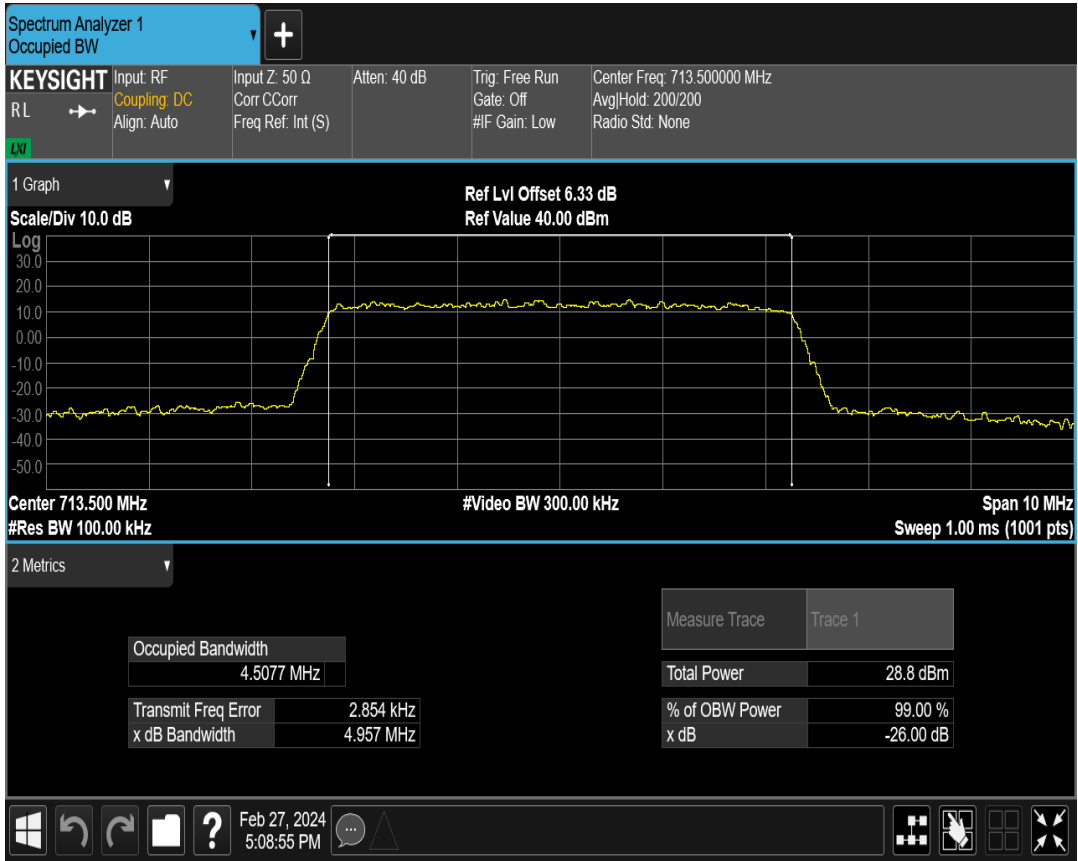 Spectrum Analyzer 1
Occupied BW
KEYSIGHT
R L
LXI
Input: RF
Coupling: DC
Align: Auto
Input Z: 50 Ω
Corr CCorr
Freq Ref: Int (S)
Atten: 40 dB
Trig: Free Run
Gate: Off
#IF Gain: Low
Center Freq: 713.500000 MHz
Avg|Hold: 200/200
Radio Std: None
1 Graph
Scale/Div 10.0 dB
Ref Lvl Offset 6.33 dB
Ref Value 40.00 dBm
Log
30.0
20.0
10.0
0.00
-10.0
-20.0
-30.0
-40.0
-50.0
Center 713.500 MHz
#Video BW 300.00 kHz
Span 10 MHz
#Res BW 100.00 kHz
Sweep 1.00 ms (1001 pts)
2 Metrics
Occupied Bandwidth
4.5077 MHz
Transmit Freq Error 2.854 kHz
x dB Bandwidth 4.957 MHz
Measure Trace Trace 1
Total Power 28.8 dBm
% of OBW Power 99.00 %
x dB -26.00 dB
Feb 27, 2024
5:08:55 PM